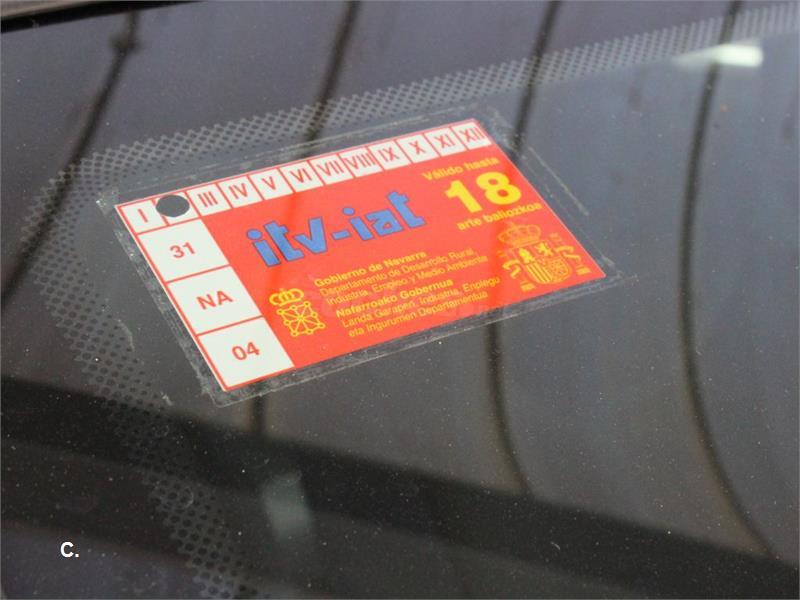 I III IV V VI VII VIII IX X XI XII
31
NA
04
itv-iat
Válido hasta
18
arte baliozkoa
Gobierno de Navarra
Departamento de Desarrollo Rural,
Industria, Empleo y Medio Ambiente
Nafarroako Gobernua
Landa Garapen, Industria, Enplegu
eta Ingurumen Departamentua
C.